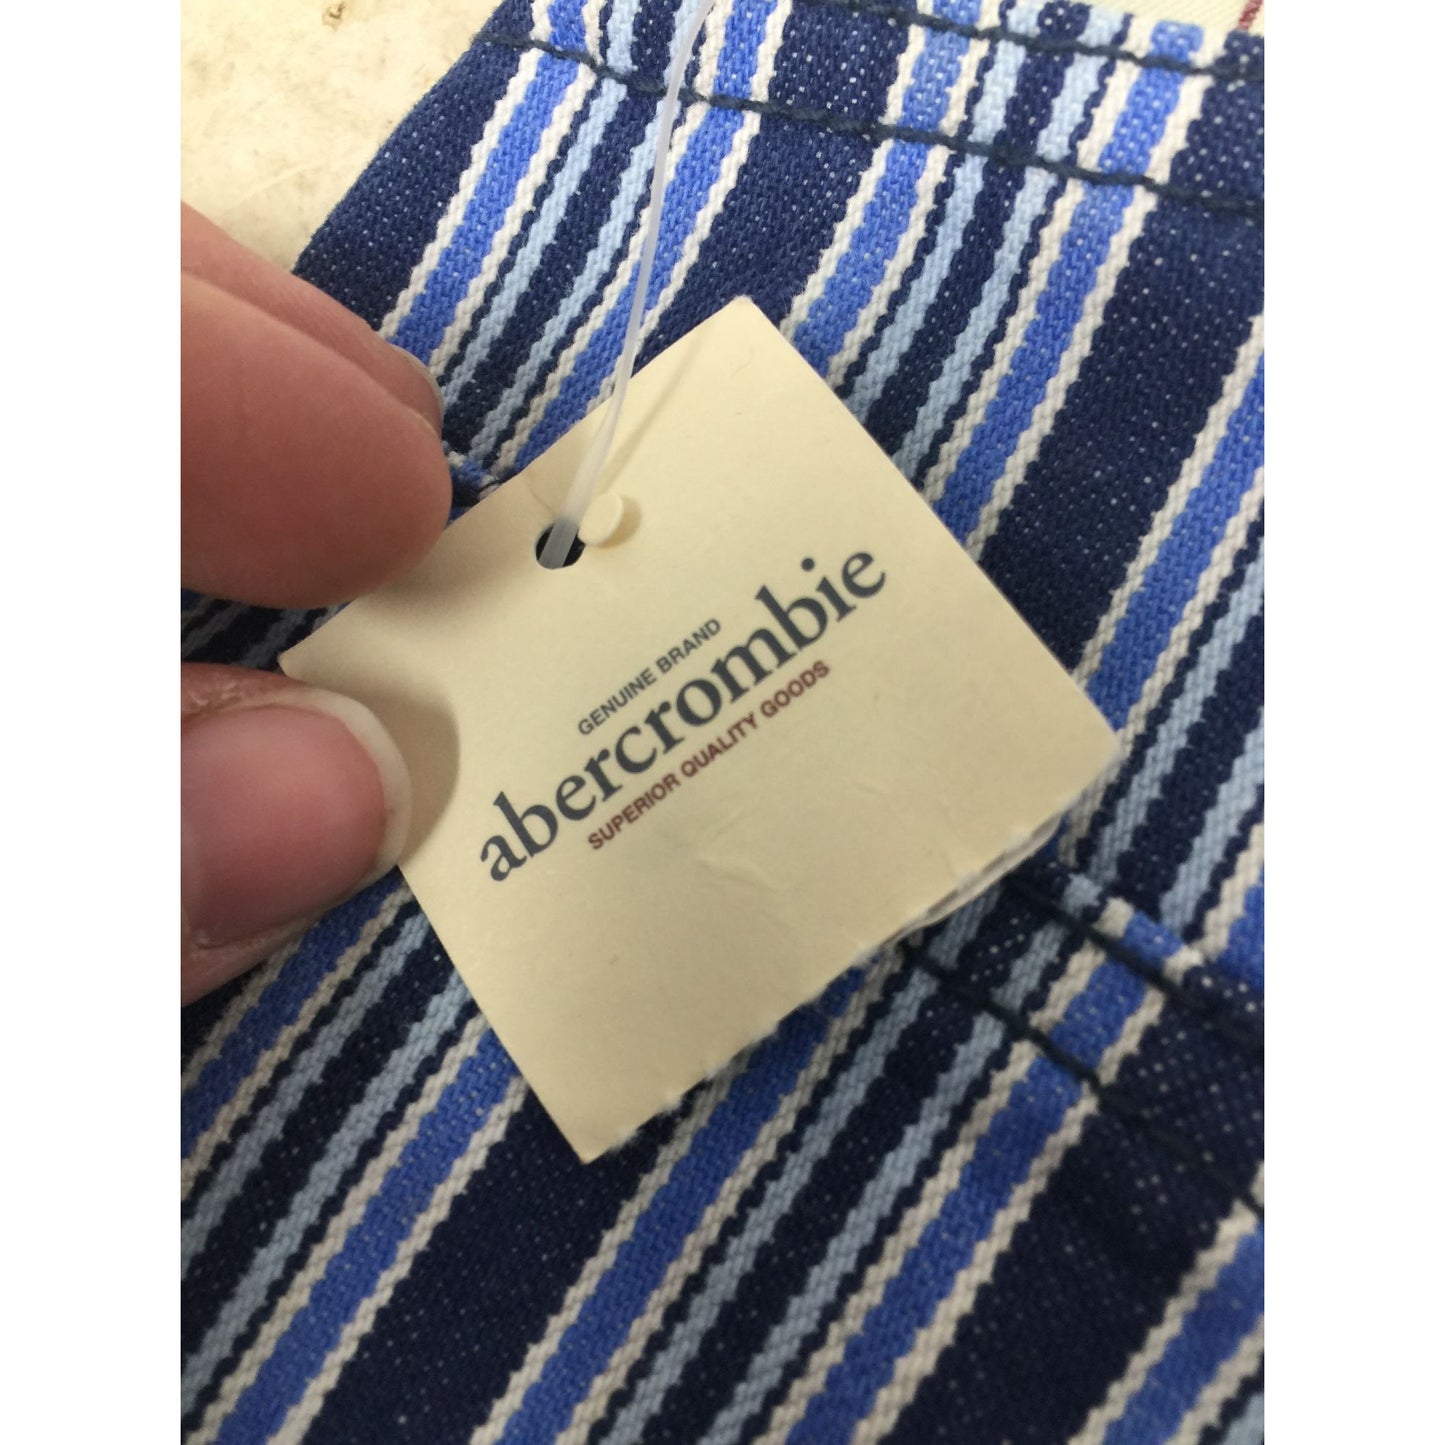 GENUINE BRAND
abercrombie
SUPERIOR QUALITY GOODS